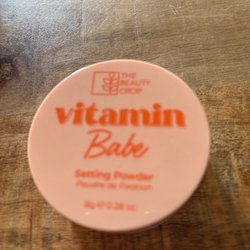 THE
BEAUTY
CROP
vitamin
Babe
Setting Powder
Poudre de Fixation
8g ℮ 0.28 oz.